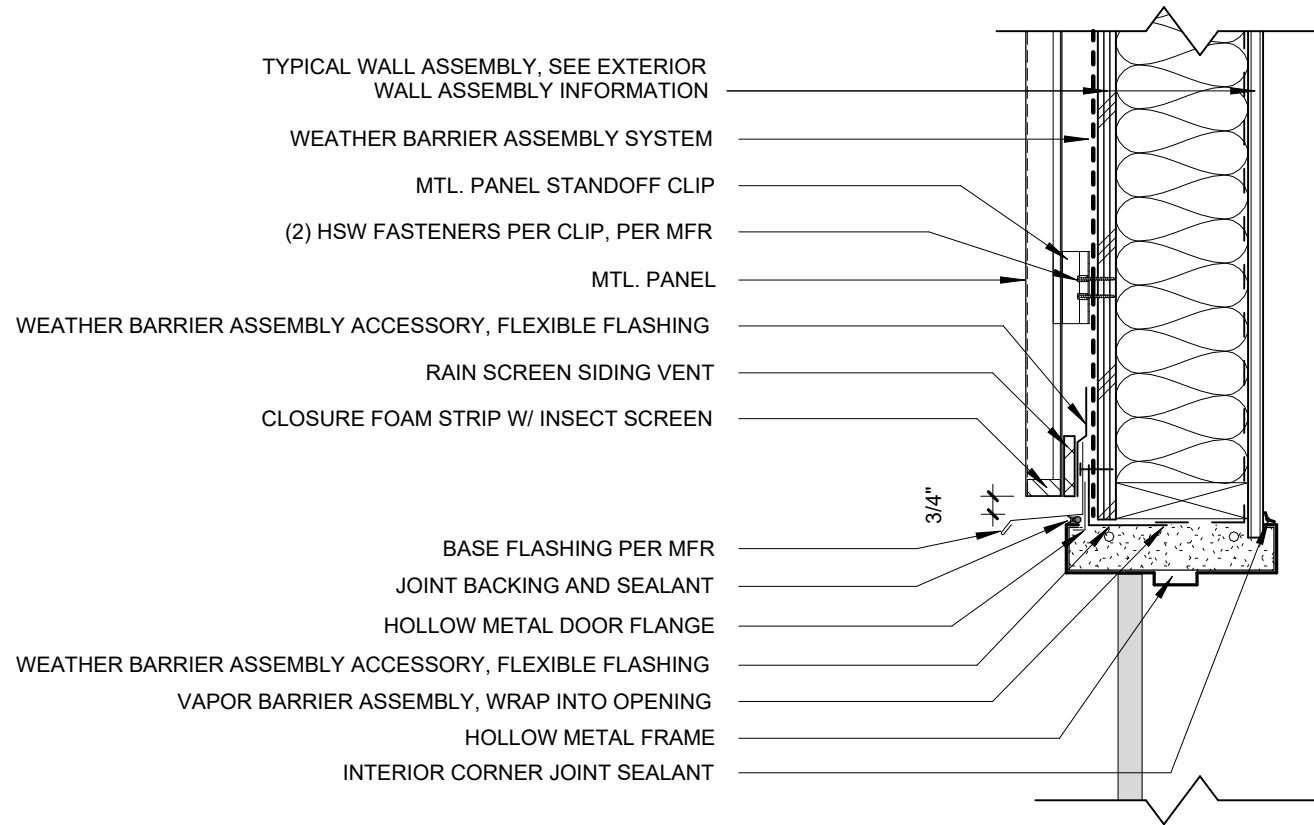 TYPICAL WALL ASSEMBLY, SEE EXTERIOR
WALL ASSEMBLY INFORMATION
WEATHER BARRIER ASSEMBLY SYSTEM
MTL. PANEL STANDOFF CLIP
(2) HSW FASTENERS PER CLIP, PER MFR
MTL. PANEL
WEATHER BARRIER ASSEMBLY ACCESSORY, FLEXIBLE FLASHING
RAIN SCREEN SIDING VENT
CLOSURE FOAM STRIP W/ INSECT SCREEN
3/4"
BASE FLASHING PER MFR
JOINT BACKING AND SEALANT
HOLLOW METAL DOOR FLANGE
WEATHER BARRIER ASSEMBLY ACCESSORY, FLEXIBLE FLASHING
VAPOR BARRIER ASSEMBLY, WRAP INTO OPENING
HOLLOW METAL FRAME
INTERIOR CORNER JOINT SEALANT